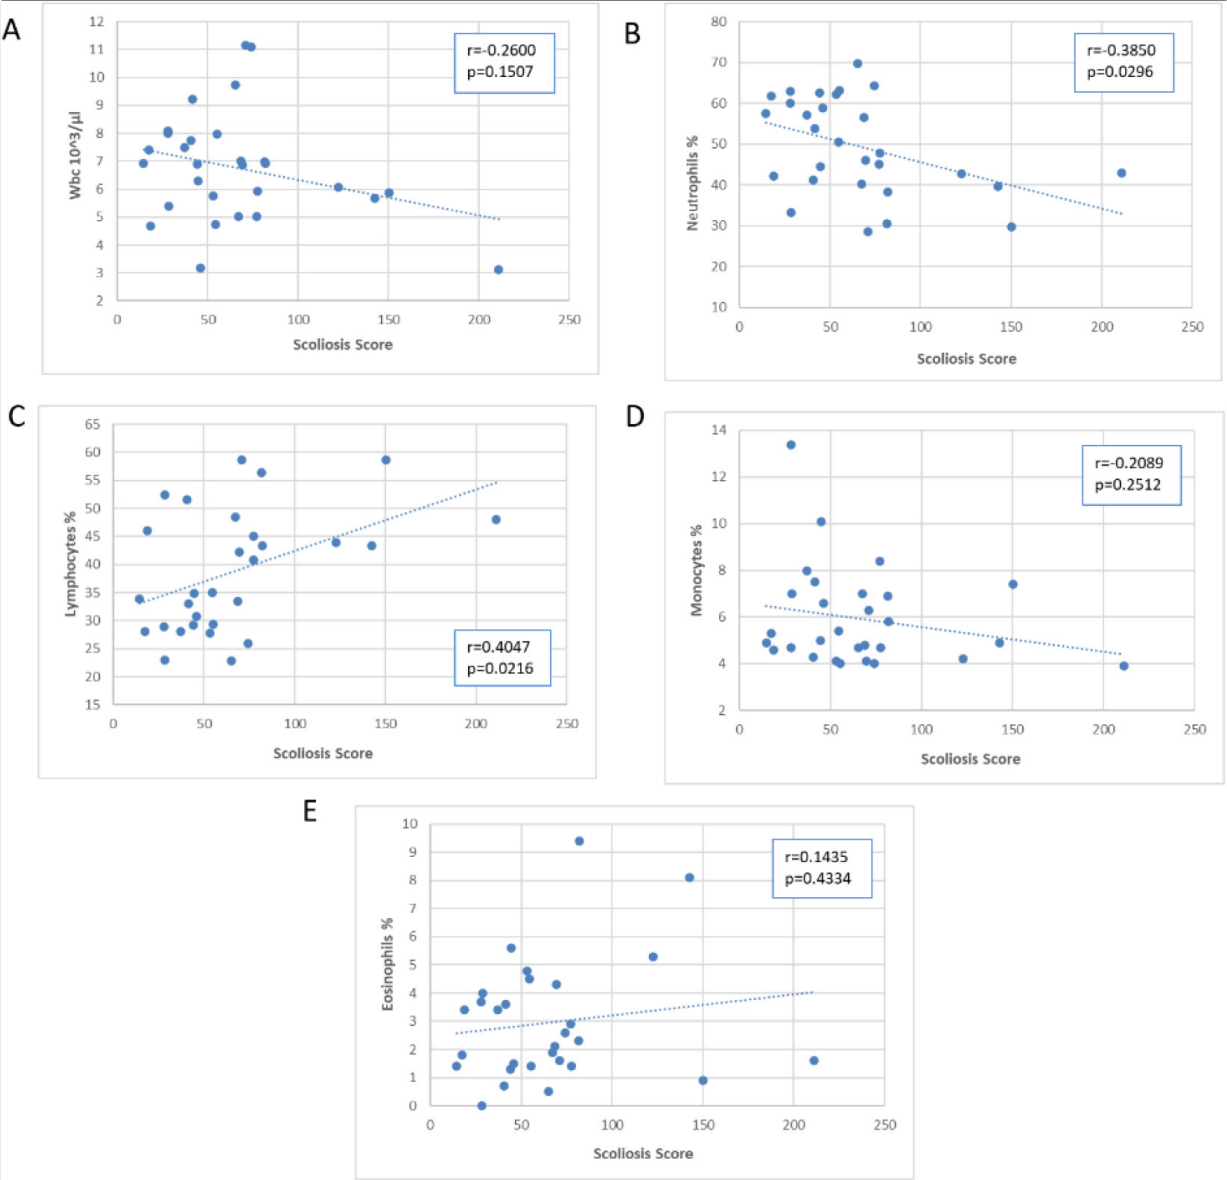 A
12
11
10
9
8
7
6
5
4
3
2
Wbc 10^3/µl
r=-0.2600
p=0.1507
0 50 100 150 200 250
Scoliosis Score
B
80
70
60
50
40
30
20
10
Neutrophils %
r=-0.3850
p=0.0296
0 50 100 150 200 250
Scoliosis Score
C
65
60
55
50
45
40
35
30
25
20
15
Lymphocytes %
r=0.4047
p=0.0216
0 50 100 150 200 250
Scoliosis Score
D
14
12
10
8
6
4
2
Monocytes %
r=-0.2089
p=0.2512
0 50 100 150 200 250
Scoliosis Score
E
10
9
8
7
6
5
4
3
2
1
0
Eosinophils %
r=0.1435
p=0.4334
0 50 100 150 200 250
Scoliosis Score